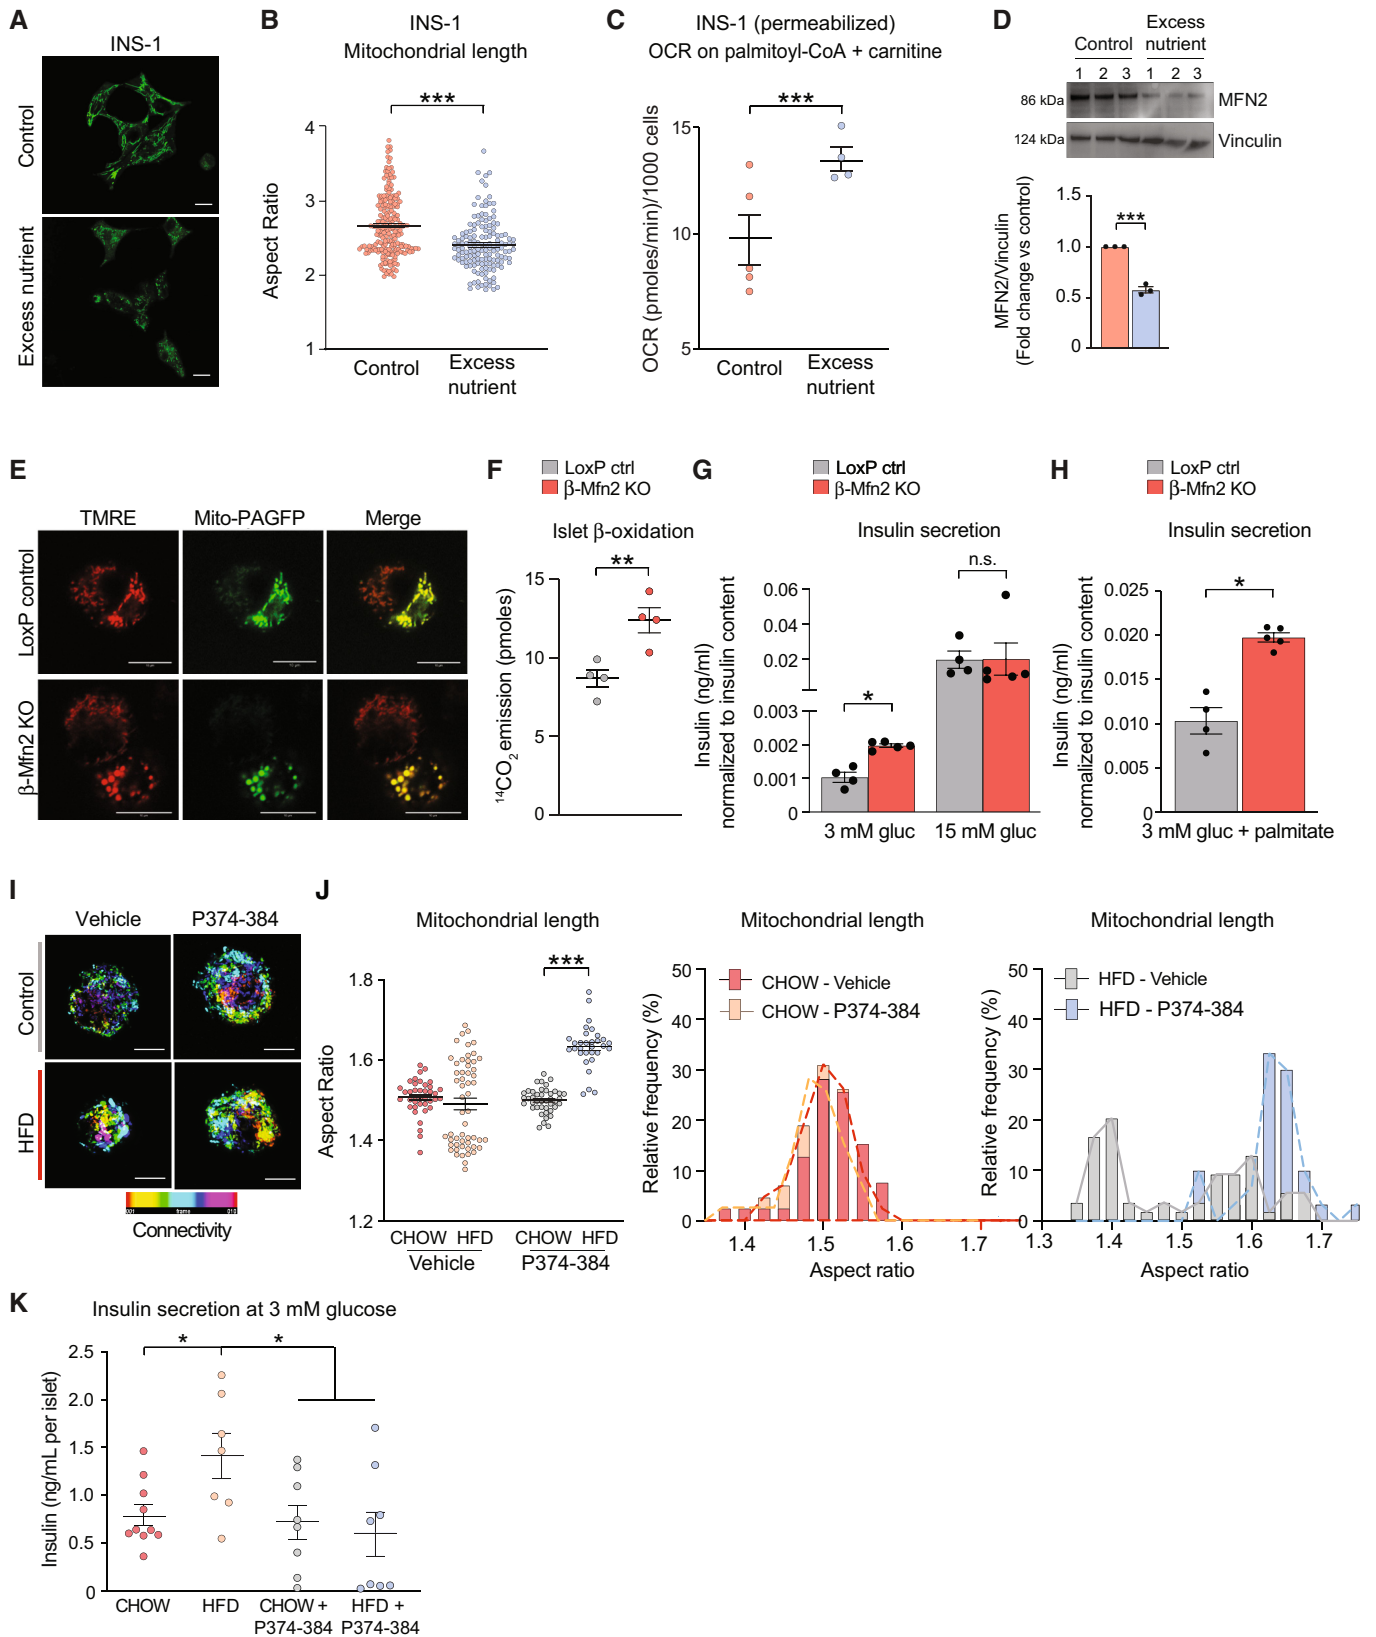 A
INS-1
Control
Excess nutrient
B
INS-1
Mitochondrial length
***
Aspect Ratio
4
3
2
1
Control
Excess
nutrient
C
INS-1 (permeabilized)
OCR on palmitoyl-CoA + carnitine
***
OCR (pmoles/min)/1000 cells
15
10
5
Control
Excess
nutrient
D
Control
Excess
nutrient
1 2 3 1 2 3
86 kDa
MFN2
124 kDa
Vinculin
MFN2/Vinculin
(Fold change vs control)
1.5
1.0
0.5
0
***
E
TMRE
Mito-PAGFP
Merge
LoxP control
β-Mfn2 KO
F
LoxP ctrl
β-Mfn2 KO
Islet β-oxidation
**
¹⁴CO₂ emission (pmoles)
15
10
5
0
G
LoxP ctrl
β-Mfn2 KO
Insulin secretion
n.s.
*
Insulin (ng/ml)
normalized to insulin content
0.06
0.04
0.02
0.003
0.002
0.001
0
3 mM gluc
15 mM gluc
H
LoxP ctrl
β-Mfn2 KO
Insulin secretion
*
Insulin (ng/ml)
normalized to insulin content
0.025
0.020
0.015
0.010
0.005
0
3 mM gluc + palmitate
I
Vehicle
P374-384
Control
HFD
001
frame
010
Connectivity
J
Mitochondrial length
***
Aspect Ratio
1.8
1.6
1.4
1.2
CHOW HFD
Vehicle
CHOW HFD
P374-384
Mitochondrial length
CHOW - Vehicle
CHOW - P374-384
Relative frequency (%)
50
40
30
20
10
0
1.4
1.5
1.6
1.7
Aspect ratio
Mitochondrial length
HFD - Vehicle
HFD - P374-384
Relative frequency (%)
50
40
30
20
10
0
1.3
1.4
1.5
1.6
1.7
Aspect ratio
K
Insulin secretion at 3 mM glucose
*
*
Insulin (ng/mL per islet)
2.5
2.0
1.5
1.0
0.5
0
CHOW
HFD
CHOW +
P374-384
HFD +
P374-384